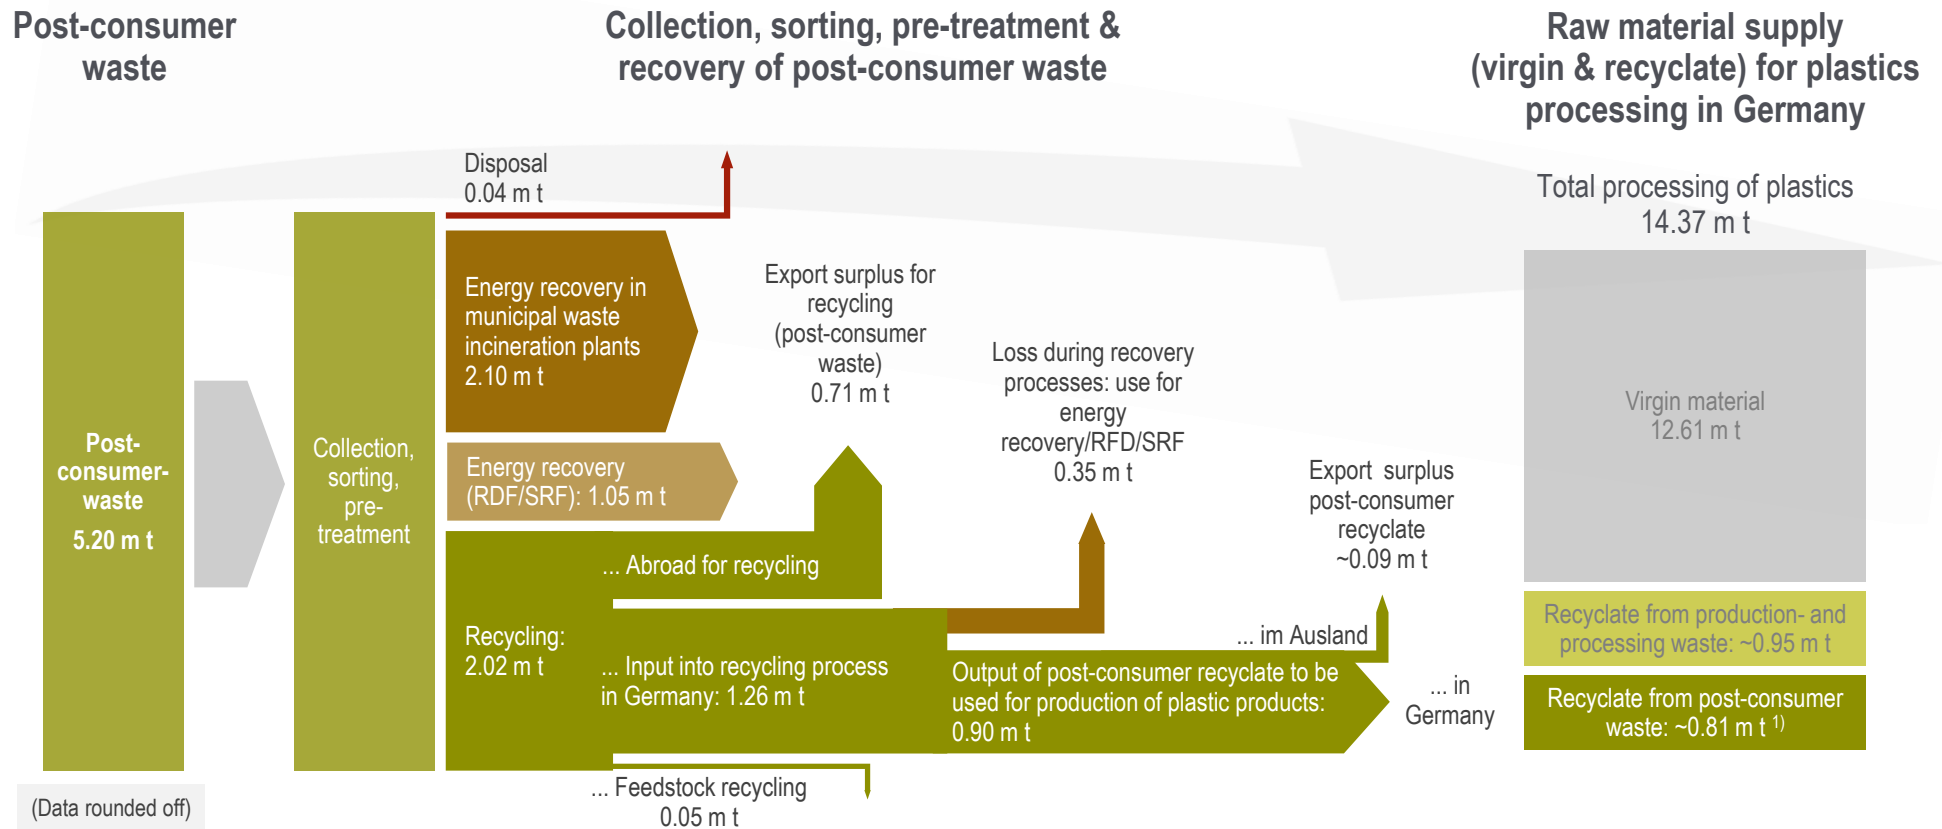 Post-consumer
waste
Collection, sorting, pre-treatment &
recovery of post-consumer waste
Raw material supply
(virgin & recyclate) for plastics
processing in Germany
Disposal
0.04 m t
Total processing of plastics
14.37 m t
Energy recovery in
municipal waste
incineration plants
2.10 m t
Export surplus for
recycling
(post-consumer
waste)
0.71 m t
Loss during recovery
processes: use for
energy
recovery/RFD/SRF
0.35 m t
Virgin material
12.61 m t
Post-
consumer-
waste
5.20 m t
Collection,
sorting,
pre-
treatment
Energy recovery
(RDF/SRF): 1.05 m t
Export  surplus
post-consumer
recyclate
~0.09 m t
... Abroad for recycling
Recycling:
2.02 m t
... Input into recycling process
in Germany: 1.26 m t
... im Ausland
Output of post-consumer recyclate to be
used for production of plastic products:
0.90 m t
... in
Germany
Recyclate from production- and
processing waste: ~0.95 m t
Recyclate from post-consumer
waste: ~0.81 m t 1)
... Feedstock recycling
0.05 m t
(Data rounded off)